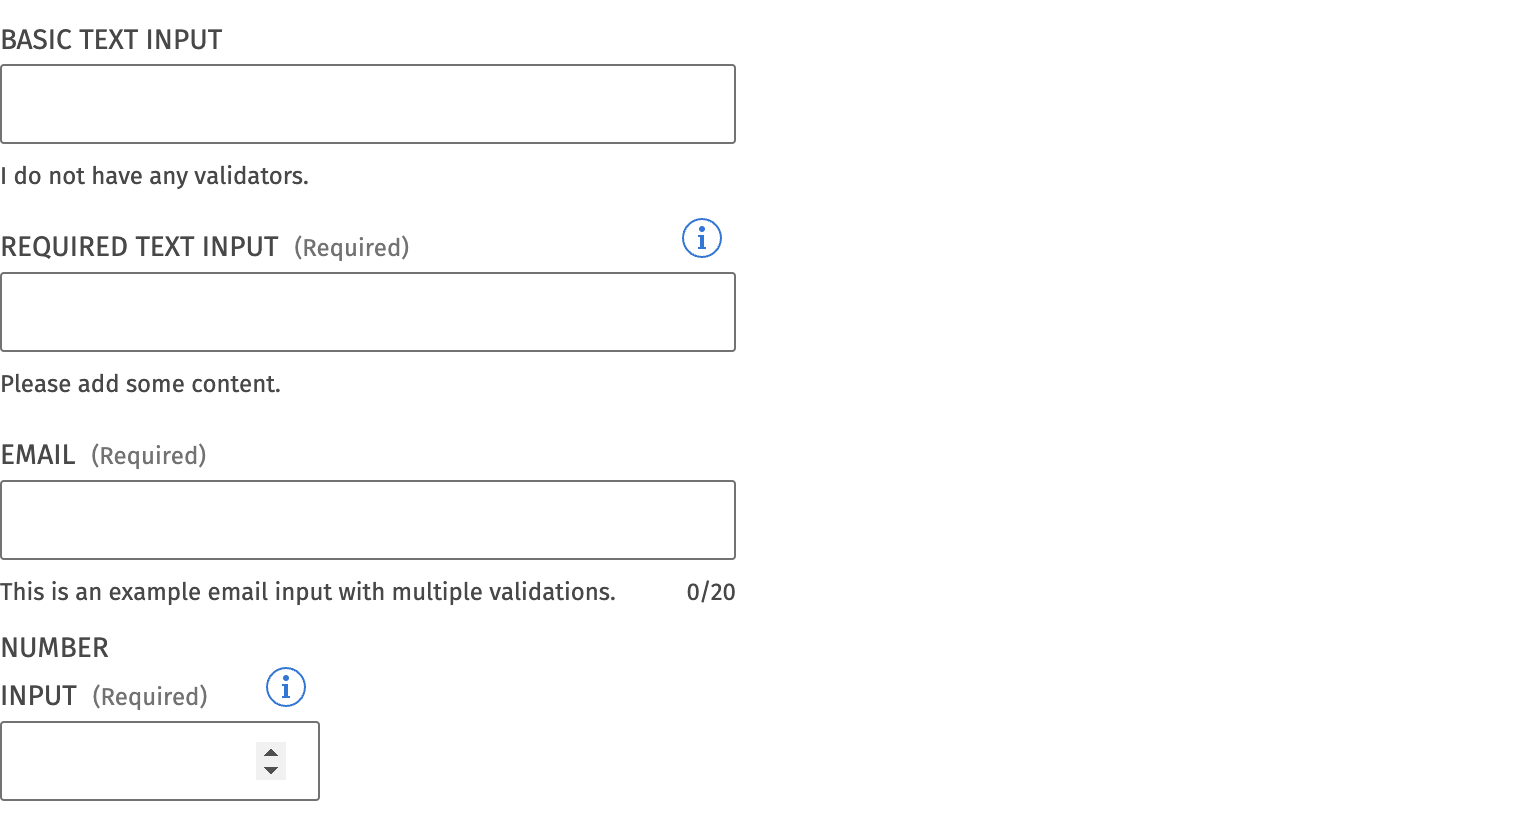 BASIC TEXT INPUT
I do not have any validators.
REQUIRED TEXT INPUT (Required) i
Please add some content.
EMAIL (Required)
This is an example email input with multiple validations. 0/20
NUMBER
INPUT (Required) i